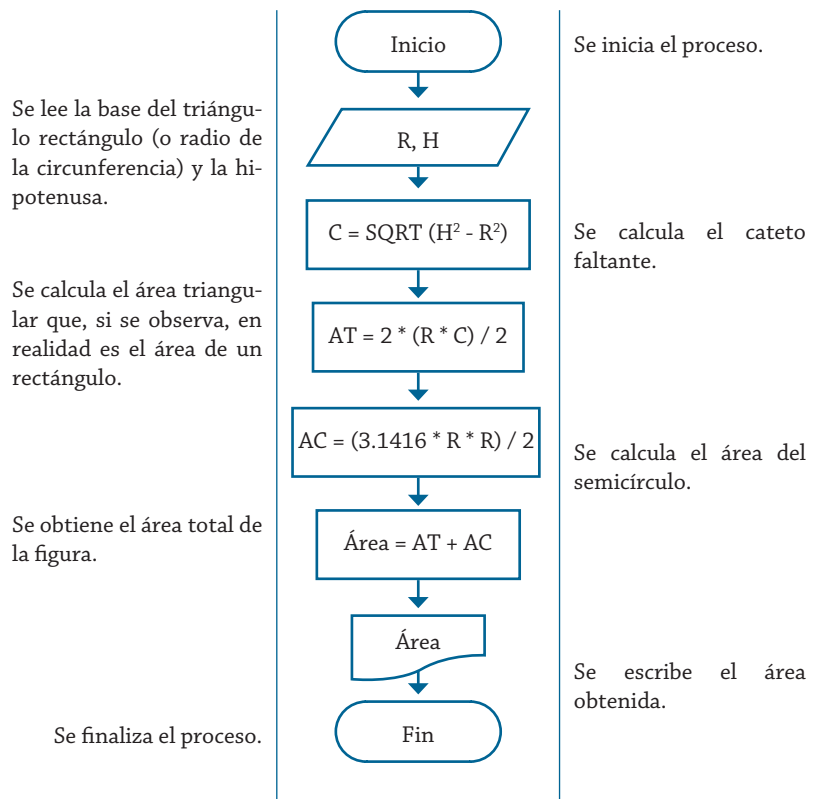 Inicio
Se inicia el proceso.
Se lee la base del triángu-
lo rectángulo (o radio de
la circunferencia) y la hi-
potenusa.
R, H
C = SQRT (H² - R²)
Se calcula el cateto
faltante.
Se calcula el área triangu-
lar que, si se observa, en
realidad es el área de un
rectángulo.
AT = 2 * (R * C) / 2
AC = (3.1416 * R * R) / 2
Se calcula el área del
semicírculo.
Se obtiene el área total de
la figura.
Área = AT + AC
Área
Se escribe el área
obtenida.
Se finaliza el proceso.
Fin